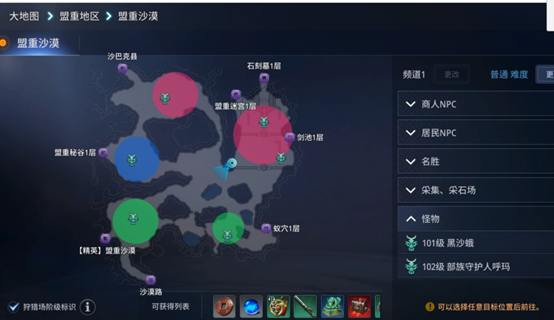 大地图 盟重地区 盟重沙漠
盟重沙漠
沙巴克县
石刻墓1层
盟重迷宫1层
剑池1层
盟重秘谷1层
蚁穴1层
【精英】盟重沙漠
沙漠路
狩猎场阶级标识
可获得列表
频道1 更改 普通 难度 更
商人NPC
居民NPC
名胜
采集、采石场
怪物
101级 黑沙蛾
102级 部族守护人呼玛
可以选择任意目标位置后前往。